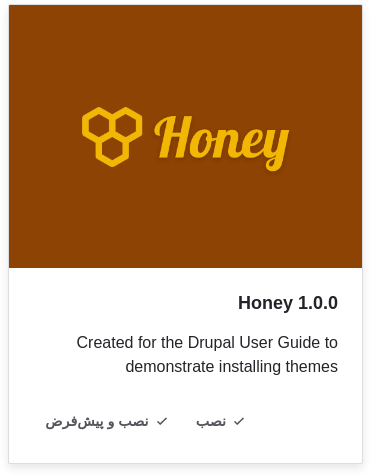 Honey
Honey 1.0.0
Created for the Drupal User Guide to
demonstrate installing themes
نصب نصب و پیش‌فرض